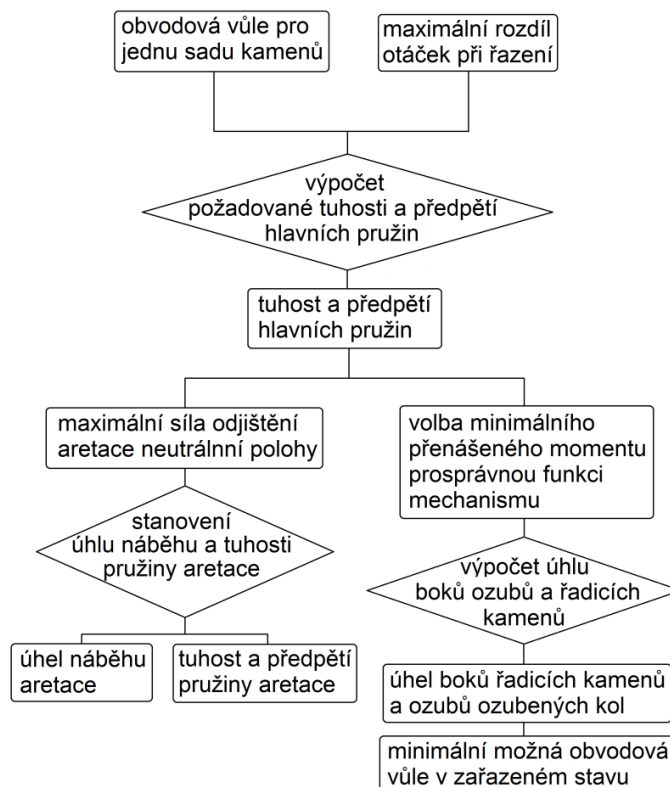 obvodová vůle pro
jednu sadu kamenů
maximální rozdíl
otáček při řazení
výpočet
požadované tuhosti a předpětí
hlavních pružin
tuhost a předpětí
hlavních pružin
maximální síla odjištění
aretace neutrálnní polohy
volba minimálního
přenášeného momentu
prosprávnou funkci
mechanismu
stanovení
úhlu náběhu a tuhosti
pružiny aretace
výpočet úhlu
boků ozubů a řadicích
kamenů
úhel náběhu
aretace
tuhost a předpětí
pružiny aretace
úhel boků řadicích kamenů
a ozubů ozubených kol
minimální možná obvodová
vůle v zařazeném stavu